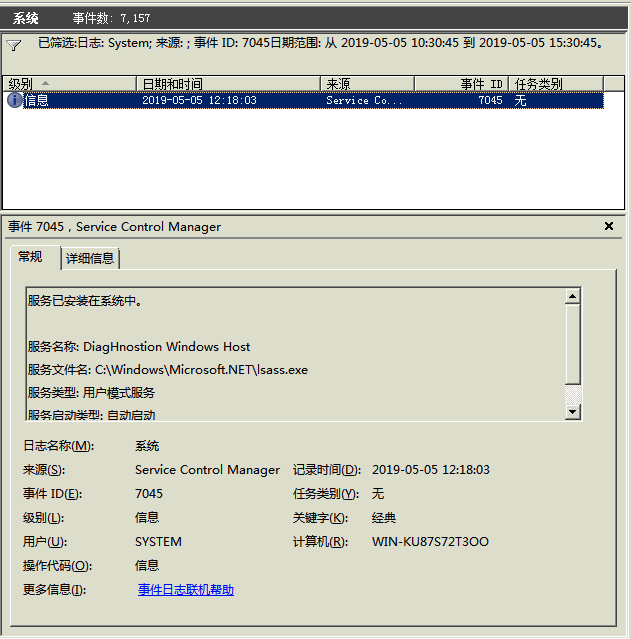 系统 事件数: 7,157
已筛选:日志: System; 来源: ; 事件 ID: 7045日期范围: 从 2019-05-05 10:30:45 到 2019-05-05 15:30:45。
级别 日期和时间 来源 事件 ID 任务类别
信息 2019-05-05 12:18:03 Service Co... 7045 无
事件 7045，Service Control Manager
常规 详细信息
服务已安装在系统中。
服务名称: DiagHnostion Windows Host
服务文件名: C:\Windows\Microsoft.NET\lsass.exe
服务类型: 用户模式服务
服务启动类型: 自动启动
日志名称(M): 系统
来源(S): Service Control Manager 记录时间(D): 2019-05-05 12:18:03
事件 ID(E): 7045 任务类别(Y): 无
级别(L): 信息 关键字(K): 经典
用户(U): SYSTEM 计算机(R): WIN-KU87S72T3OO
操作代码(O): 信息
更多信息(I): 事件日志联机帮助